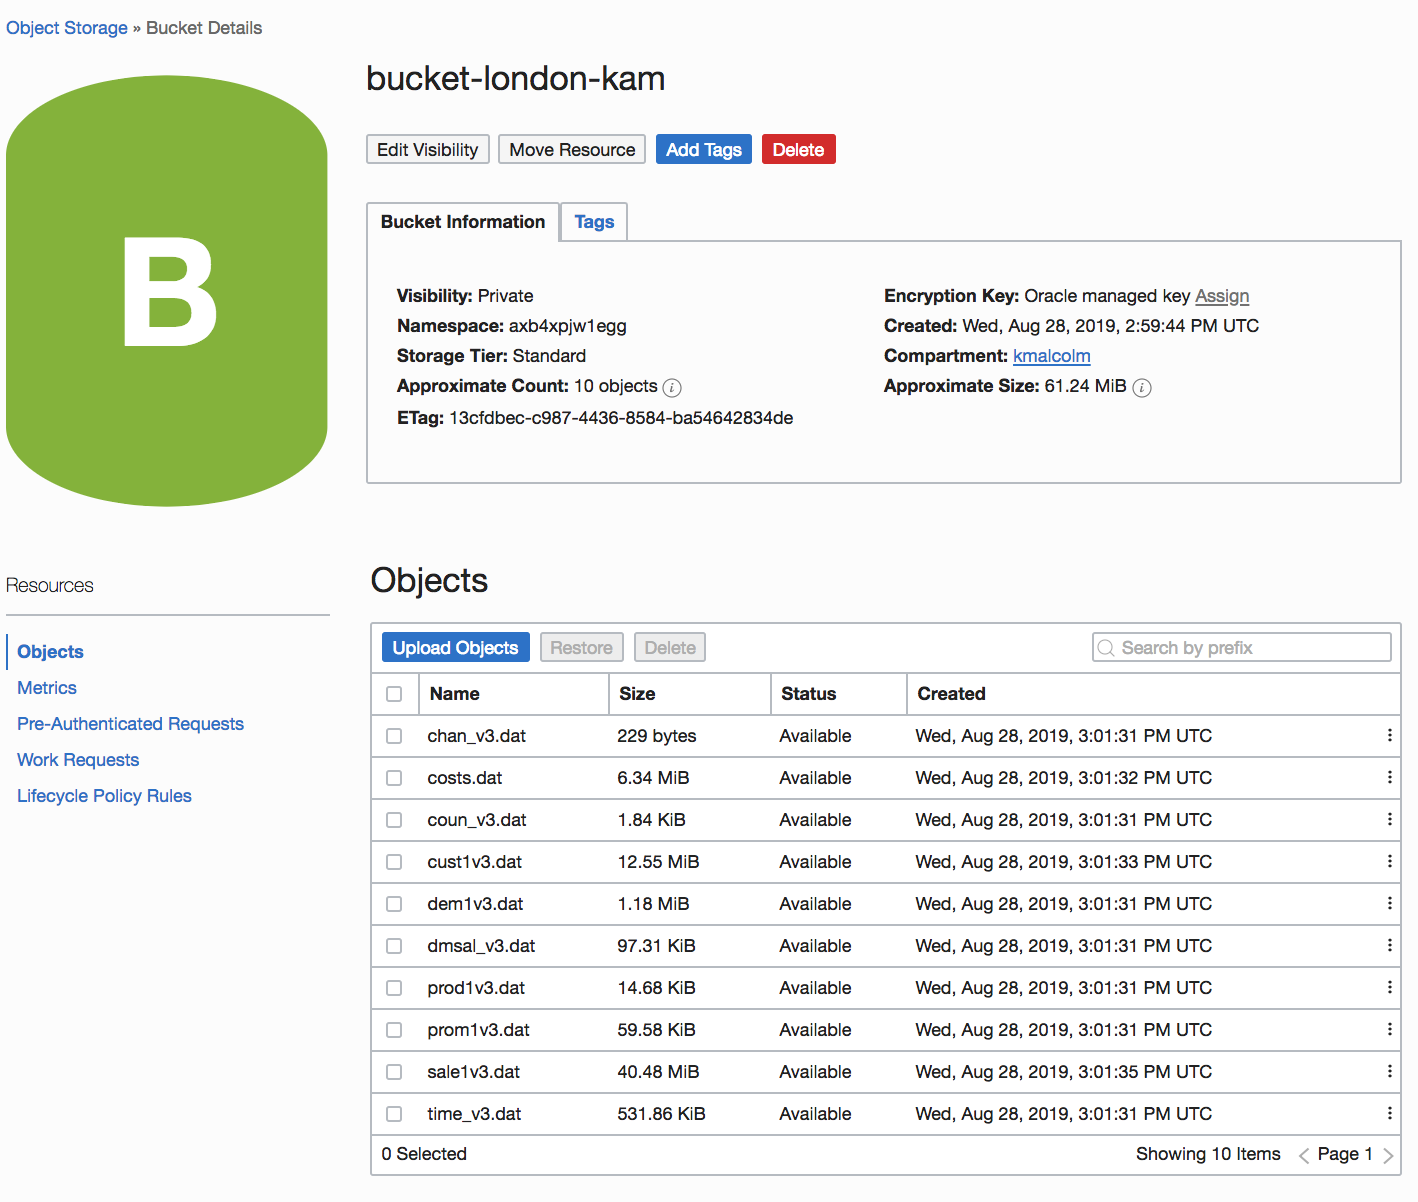 Object Storage » Bucket Details
B
bucket-london-kam
Edit Visibility Move Resource Add Tags Delete
Bucket Information Tags
Visibility: Private
Namespace: axb4xpjw1egg
Storage Tier: Standard
Approximate Count: 10 objects i
ETag: 13cfdbec-c987-4436-8584-ba54642834de
Encryption Key: Oracle managed key Assign
Created: Wed, Aug 28, 2019, 2:59:44 PM UTC
Compartment: kmalcolm
Approximate Size: 61.24 MiB i
Resources
Objects
Metrics
Pre-Authenticated Requests
Work Requests
Lifecycle Policy Rules
Objects
Upload Objects Restore Delete Search by prefix
Name Size Status Created
chan_v3.dat 229 bytes Available Wed, Aug 28, 2019, 3:01:31 PM UTC
costs.dat 6.34 MiB Available Wed, Aug 28, 2019, 3:01:32 PM UTC
coun_v3.dat 1.84 KiB Available Wed, Aug 28, 2019, 3:01:31 PM UTC
cust1v3.dat 12.55 MiB Available Wed, Aug 28, 2019, 3:01:33 PM UTC
dem1v3.dat 1.18 MiB Available Wed, Aug 28, 2019, 3:01:31 PM UTC
dmsal_v3.dat 97.31 KiB Available Wed, Aug 28, 2019, 3:01:31 PM UTC
prod1v3.dat 14.68 KiB Available Wed, Aug 28, 2019, 3:01:31 PM UTC
prom1v3.dat 59.58 KiB Available Wed, Aug 28, 2019, 3:01:31 PM UTC
sale1v3.dat 40.48 MiB Available Wed, Aug 28, 2019, 3:01:35 PM UTC
time_v3.dat 531.86 KiB Available Wed, Aug 28, 2019, 3:01:31 PM UTC
0 Selected Showing 10 Items < Page 1 >